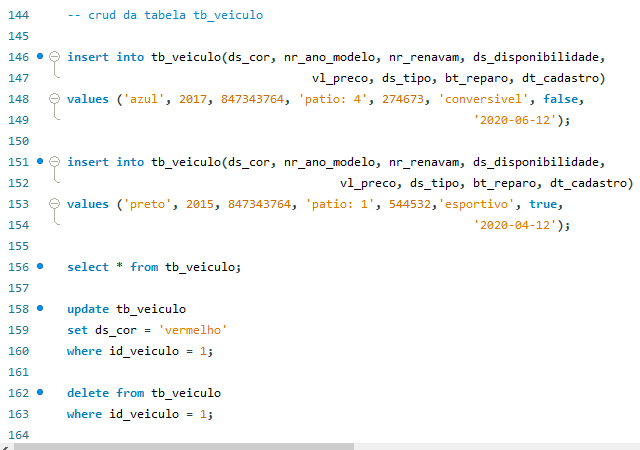 144 -- crud da tabela tb_veiculo
145
146 insert into tb_veiculo(ds_cor, nr_ano_modelo, nr_renavam, ds_disponibilidade,
147 vl_preco, ds_tipo, bt_reparo, dt_cadastro)
148 values ('azul', 2017, 847343764, 'patio: 4', 274673, 'conversivel', false,
149 '2020-06-12');
150
151 insert into tb_veiculo(ds_cor, nr_ano_modelo, nr_renavam, ds_disponibilidade,
152 vl_preco, ds_tipo, bt_reparo, dt_cadastro)
153 values ('preto', 2015, 847343764, 'patio: 1', 544532,'esportivo', true,
154 '2020-04-12');
155
156 select * from tb_veiculo;
157
158 update tb_veiculo
159 set ds_cor = 'vermelho'
160 where id_veiculo = 1;
161
162 delete from tb_veiculo
163 where id_veiculo = 1;
164